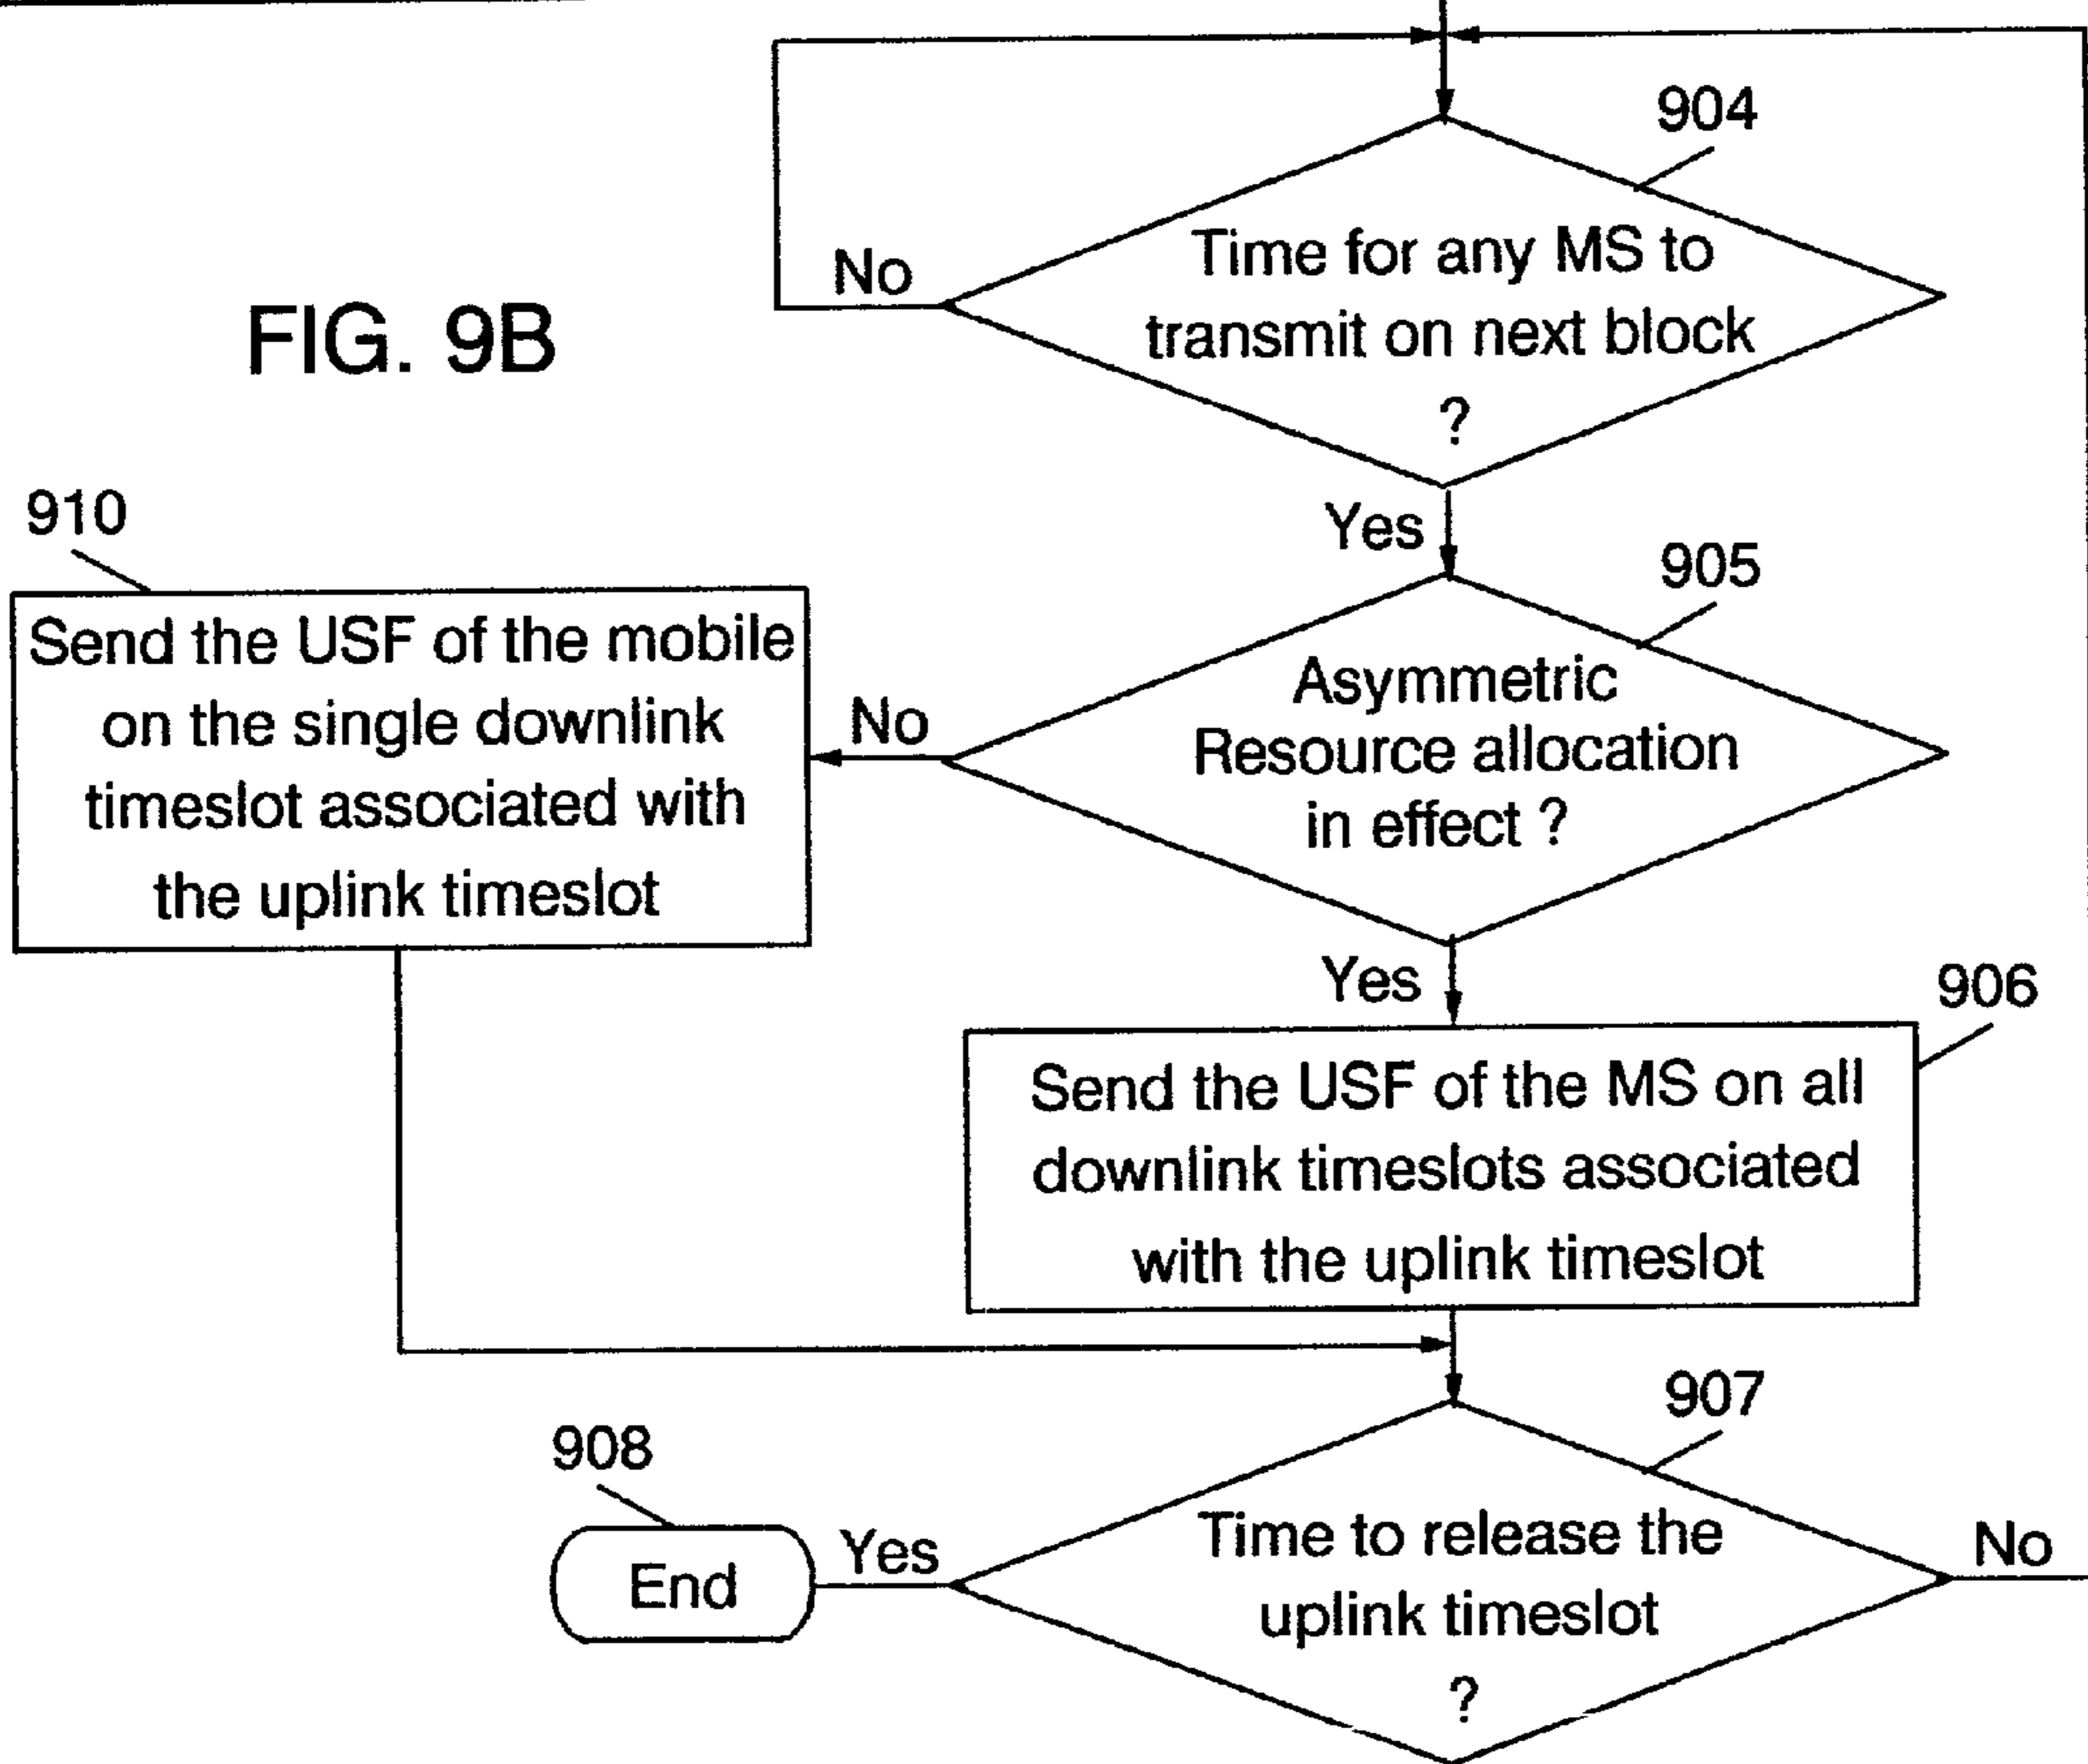 904
Time for any MS to
transmit on next block
?
No
FIG. 9B
Yes
910
905
Send the USF of the mobile
on the single downlink
timeslot associated with
the uplink timeslot
No
Asymmetric
Resource allocation
in effect ?
Yes
906
Send the USF of the MS on all
downlink timeslots associated
with the uplink timeslot
907
908
End
Yes
Time to release the
uplink timeslot
?
No